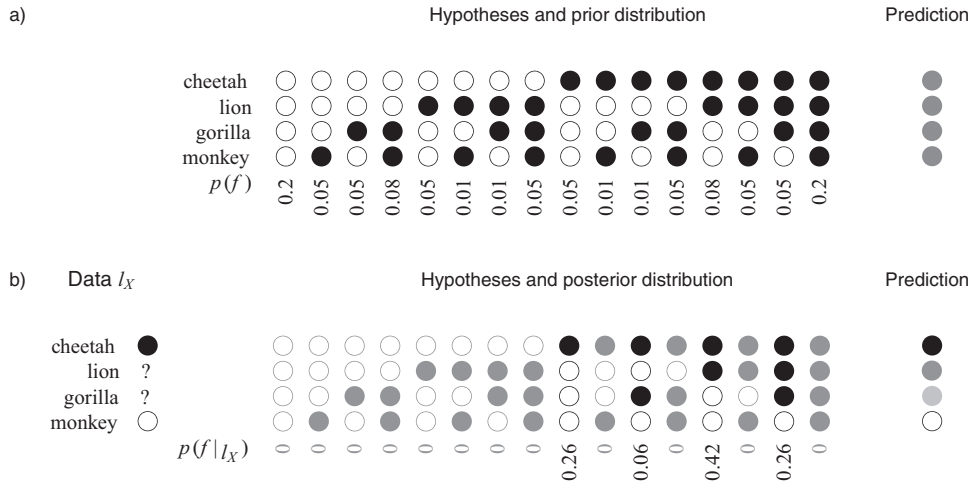 a) Hypotheses and prior distribution Prediction
cheetah
lion
gorilla
monkey
p(f) 0.2 0.05 0.05 0.08 0.05 0.01 0.01 0.05 0.05 0.01 0.01 0.05 0.08 0.05 0.05 0.2
b) Data l_X Hypotheses and posterior distribution Prediction
cheetah
lion ?
gorilla ?
monkey
p(f|l_X) 0 0 0 0 0 0 0 0 0.26 0 0.06 0 0.42 0 0.26 0